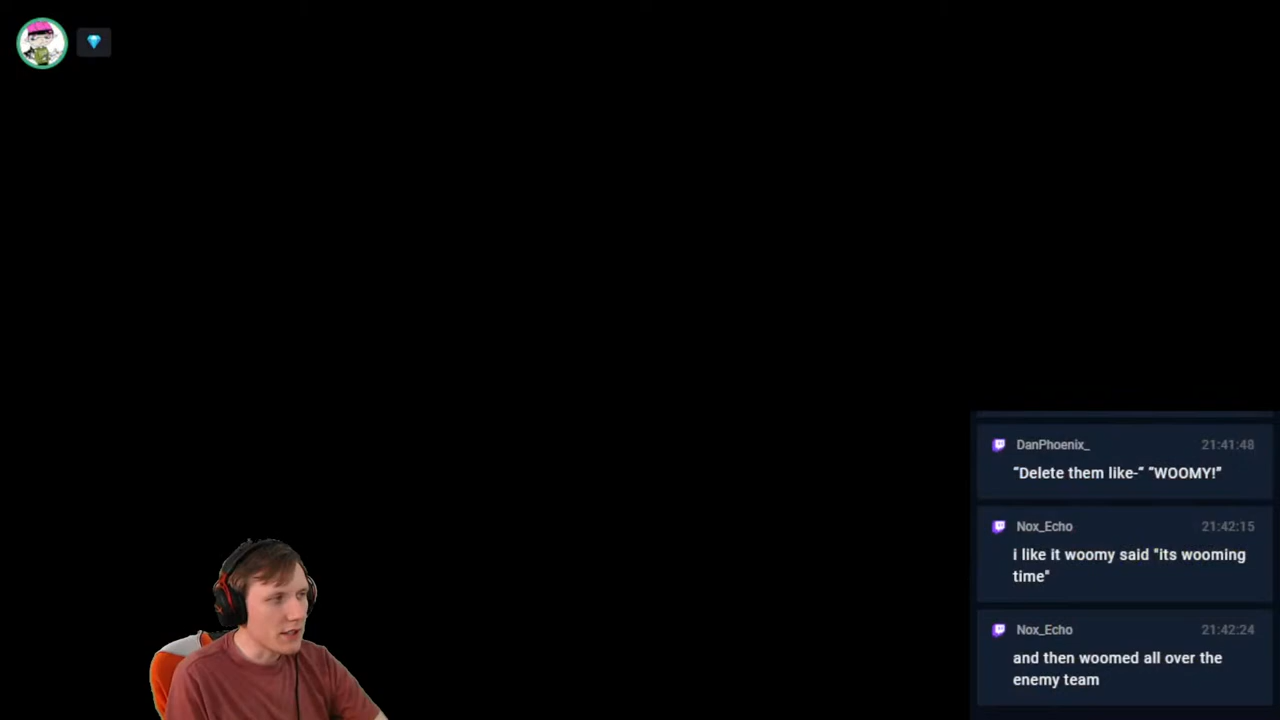 DanPhoenix_ 21:41:48
“Delete them like-“ “WOOMY!”
Nox_Echo 21:42:15
i like it woomy said "its wooming
time"
Nox_Echo 21:42:24
and then woomed all over the
enemy team